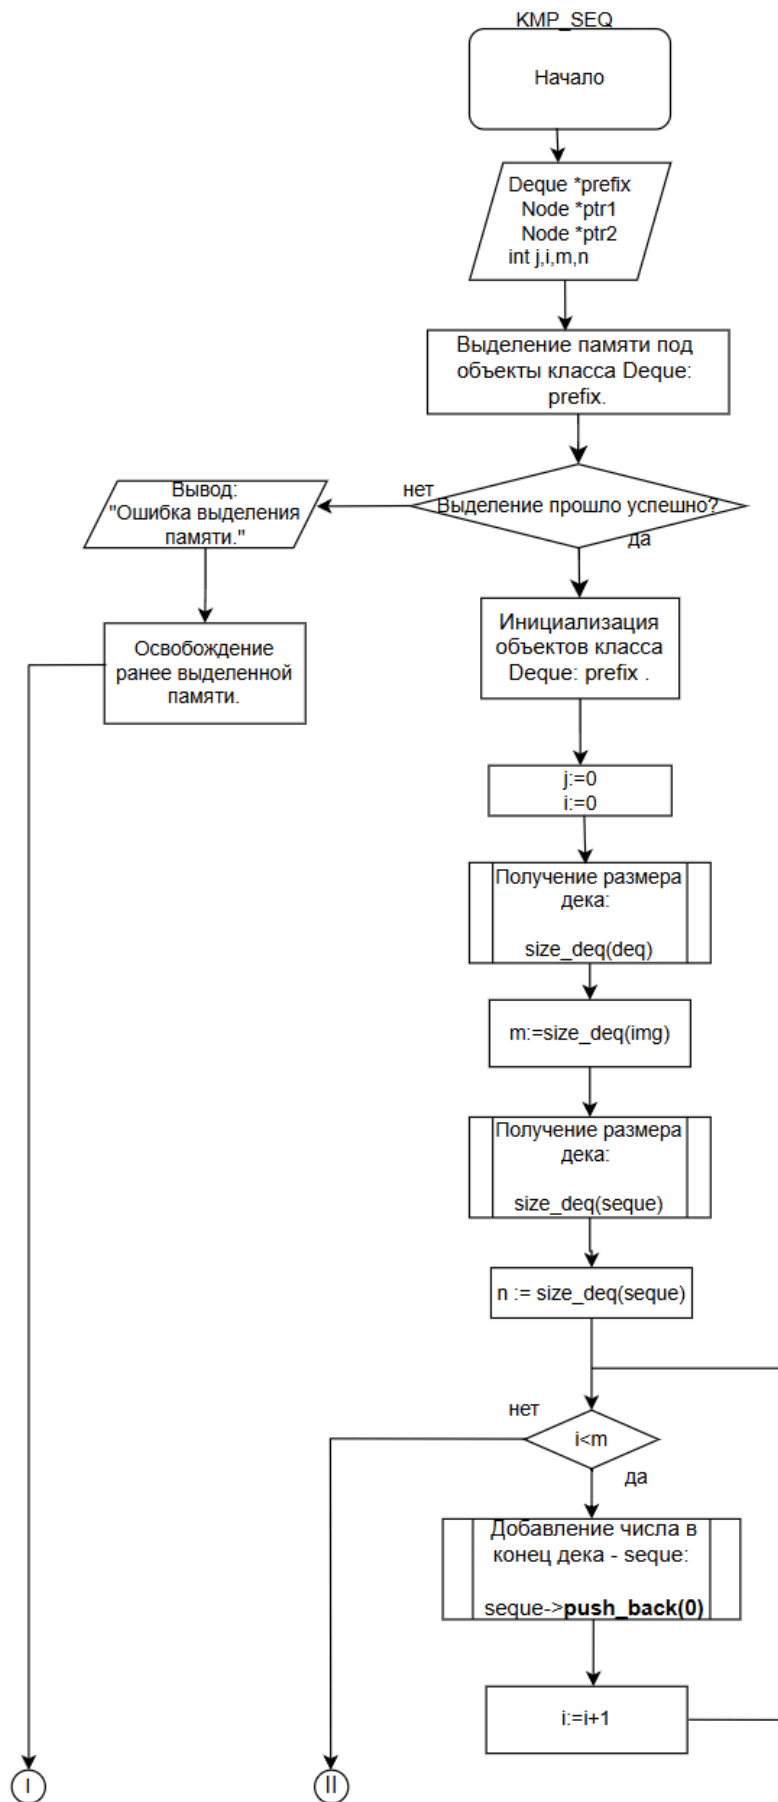 KMP_SEQ
Начало
Deque *prefix
Node *ptr1
Node *ptr2
int j,i,m,n
Выделение памяти под
объекты класса Deque:
prefix.
Выделение прошло успешно?
нет
да
Вывод:
"Ошибка выделения
памяти."
Освобождение
ранее выделенной
памяти.
Инициализация
объектов класса
Deque: prefix .
j:=0
i:=0
Получение размера
дека:
size_deq(deq)
m:=size_deq(img)
Получение размера
дека:
size_deq(seque)
n := size_deq(seque)
нет
i<m
да
Добавление числа в
конец дека - seque:
seque->push_back(0)
i:=i+1
I
II